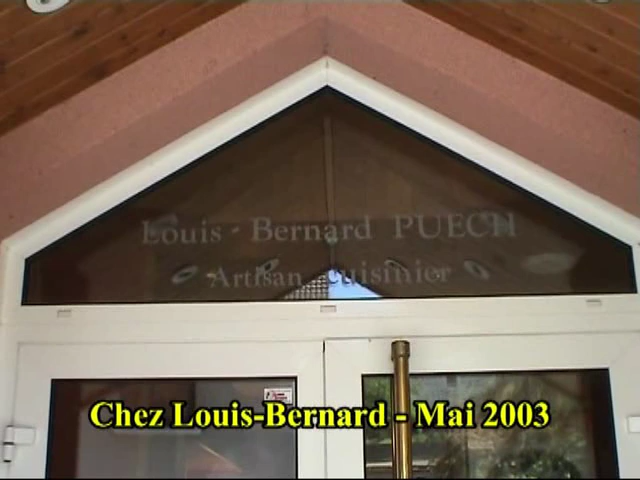 Louis - Bernard PUECH
Artisan cuisinier
Chez Louis-Bernard - Mai 2003